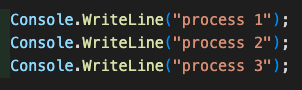 Console.WriteLine("process 1");
Console.WriteLine("process 2");
Console.WriteLine("process 3");